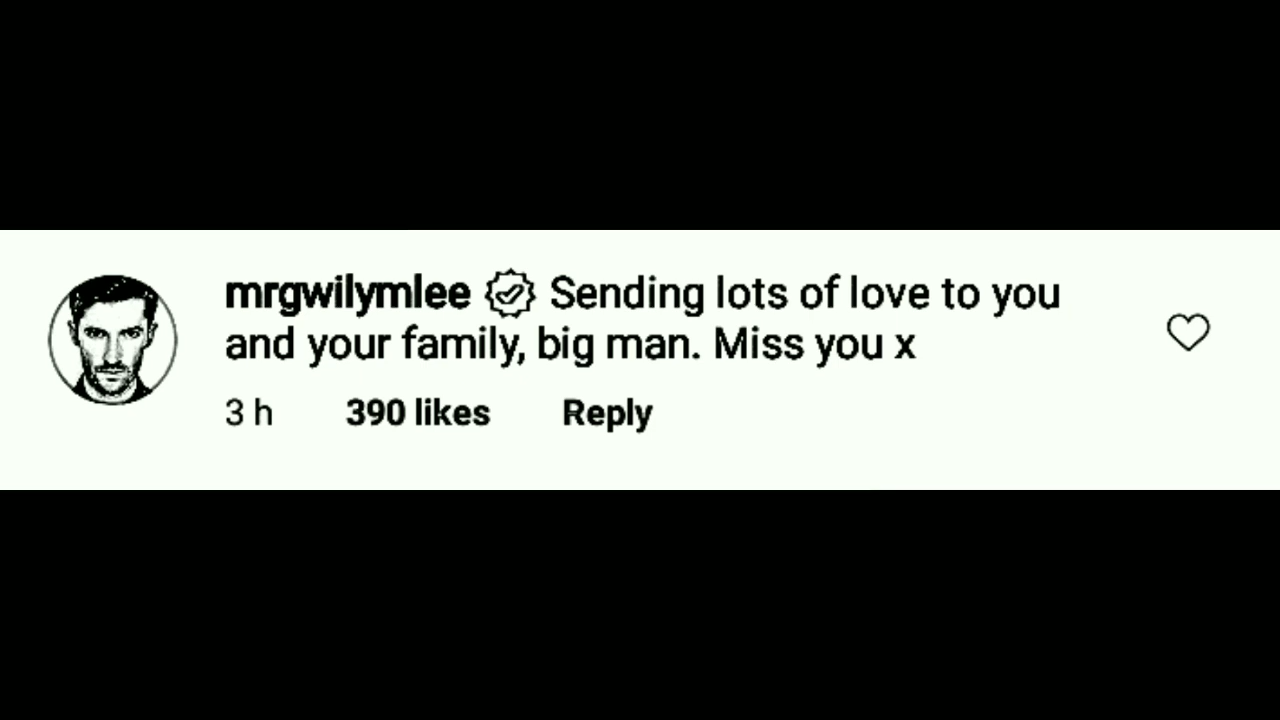 mrgwilymlee Sending lots of love to you
and your family, big man. Miss you x
3 h 390 likes Reply